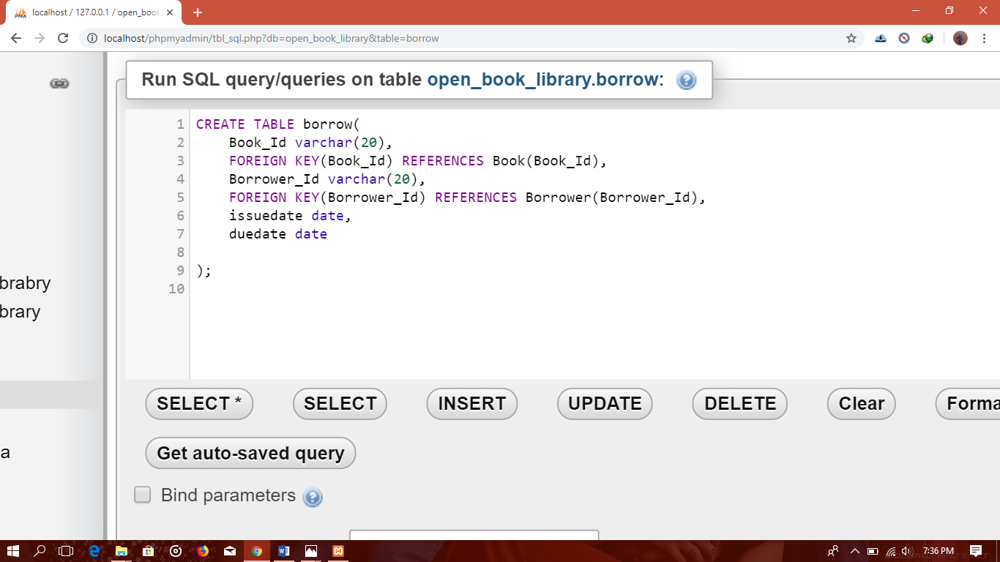 PMA localhost / 127.0.0.1 / open_book
localhost/phpmyadmin/tbl_sql.php?db=open_book_library&table=borrow
Run SQL query/queries on table open_book_library.borrow:
1 CREATE TABLE borrow(
2 Book_Id varchar(20),
3 FOREIGN KEY(Book_Id) REFERENCES Book(Book_Id),
4 Borrower_Id varchar(20),
5 FOREIGN KEY(Borrower_Id) REFERENCES Borrower(Borrower_Id),
6 issuedate date,
7 duedate date
8
9 );
10
brabry
brary
a
SELECT * SELECT INSERT UPDATE DELETE Clear Forma
Get auto-saved query
Bind parameters
7:36 PM